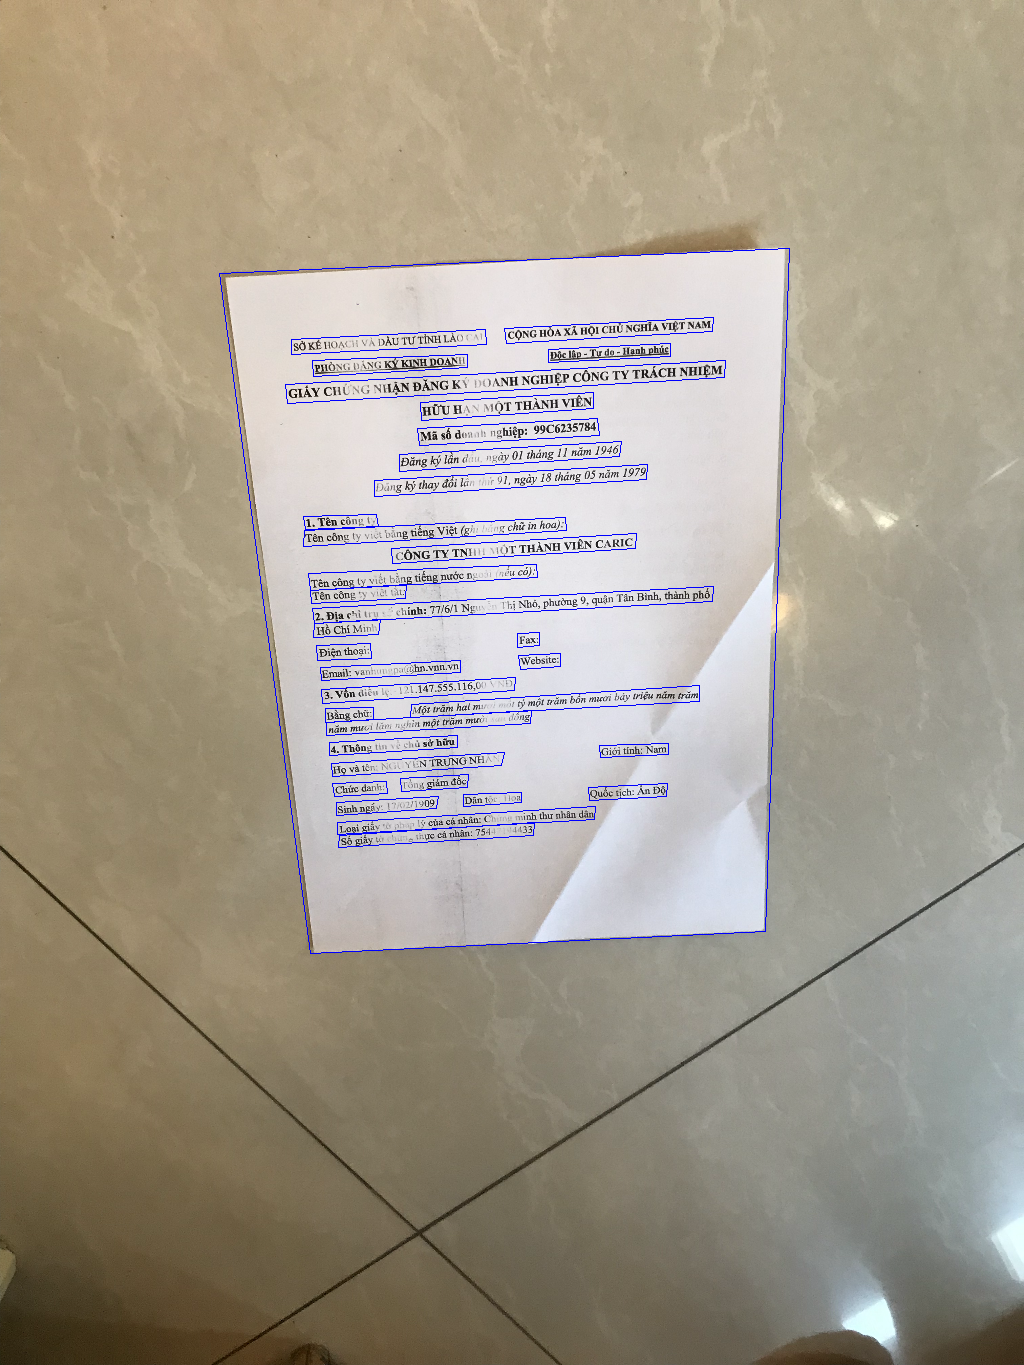 SỞ KẾ HOẠCH VÀ ĐẦU TƯ TỈNH LÀO CAI
CỘNG HÒA XÃ HỘI CHỦ NGHĨA VIỆT NAM
PHÒNG ĐĂNG KÝ KINH DOANH
Độc lập - Tự do - Hạnh phúc
GIẤY CHỨNG NHẬN ĐĂNG KÝ DOANH NGHIỆP CÔNG TY TRÁCH NHIỆM
HỮU HẠN MỘT THÀNH VIÊN
Mã số doanh nghiệp: 99C6235784
Đăng ký lần đầu, ngày 01 tháng 11 năm 1946
Đăng ký thay đổi lần thứ 91, ngày 18 tháng 05 năm 1979
1. Tên công ty
Tên công ty viết bằng tiếng Việt (ghi bằng chữ in hoa):
CÔNG TY TNHH MỘT THÀNH VIÊN CARIC
Tên công ty viết bằng tiếng nước ngoài (nếu có):
Tên công ty viết tắt:
2. Địa chỉ trụ sở chính: 77/6/1 Nguyễn Thị Nhỏ, phường 9, quận Tân Bình, thành phố
Hồ Chí Minh
Điện thoại:
Fax:
Email: vanhungpa@hn.vnn.vn
Website:
3. Vốn điều lệ : 121.147.555.116,00 VNĐ
Bằng chữ: Một trăm hai mươi một tỷ một trăm bốn mươi bảy triệu năm trăm
năm mươi lăm nghìn một trăm mười sáu đồng
4. Thông tin về chủ sở hữu
Họ và tên: NGUYỄN TRUNG NHÂN
Giới tính: Nam
Chức danh: Tổng giám đốc
Sinh ngày: 17/02/1909
Dân tộc: Hoa
Quốc tịch: Ấn Độ
Loại giấy tờ pháp lý của cá nhân: Chứng minh thư nhân dân
Số giấy tờ chứng thực cá nhân: